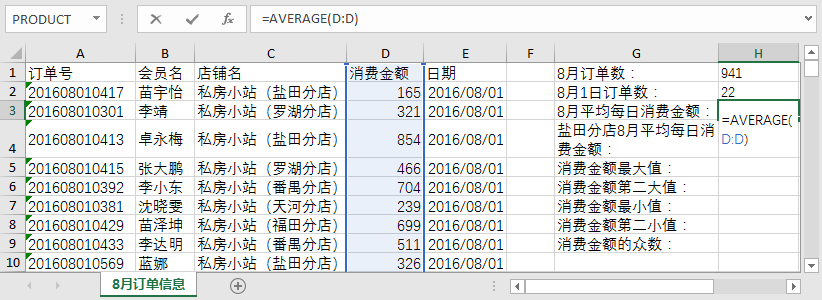 PRODUCT =AVERAGE(D:D)
A B C D E F G H
1 订单号 会员名 店铺名 消费金额 日期 8月订单数： 941
2 201608010417 苗宇怡 私房小站（盐田分店） 165 2016/08/01 8月1日订单数： 22
3 201608010301 李靖 私房小站（罗湖分店） 321 2016/08/01 8月平均每日消费金额： =AVERAGE(
D:D)
4 201608010413 卓永梅 私房小站（盐田分店） 854 2016/08/01 盐田分店8月平均每日消
费金额：
5 201608010415 张大鹏 私房小站（罗湖分店） 466 2016/08/01 消费金额最大值：
6 201608010392 李小东 私房小站（番禺分店） 704 2016/08/01 消费金额第二大值：
7 201608010381 沈晓雯 私房小站（天河分店） 239 2016/08/01 消费金额最小值：
8 201608010429 苗泽坤 私房小站（福田分店） 699 2016/08/01 消费金额第二小值：
9 201608010433 李达明 私房小站（番禺分店） 511 2016/08/01 消费金额的众数：
10 201608010569 蓝娜 私房小站（盐田分店） 326 2016/08/01
8月订单信息